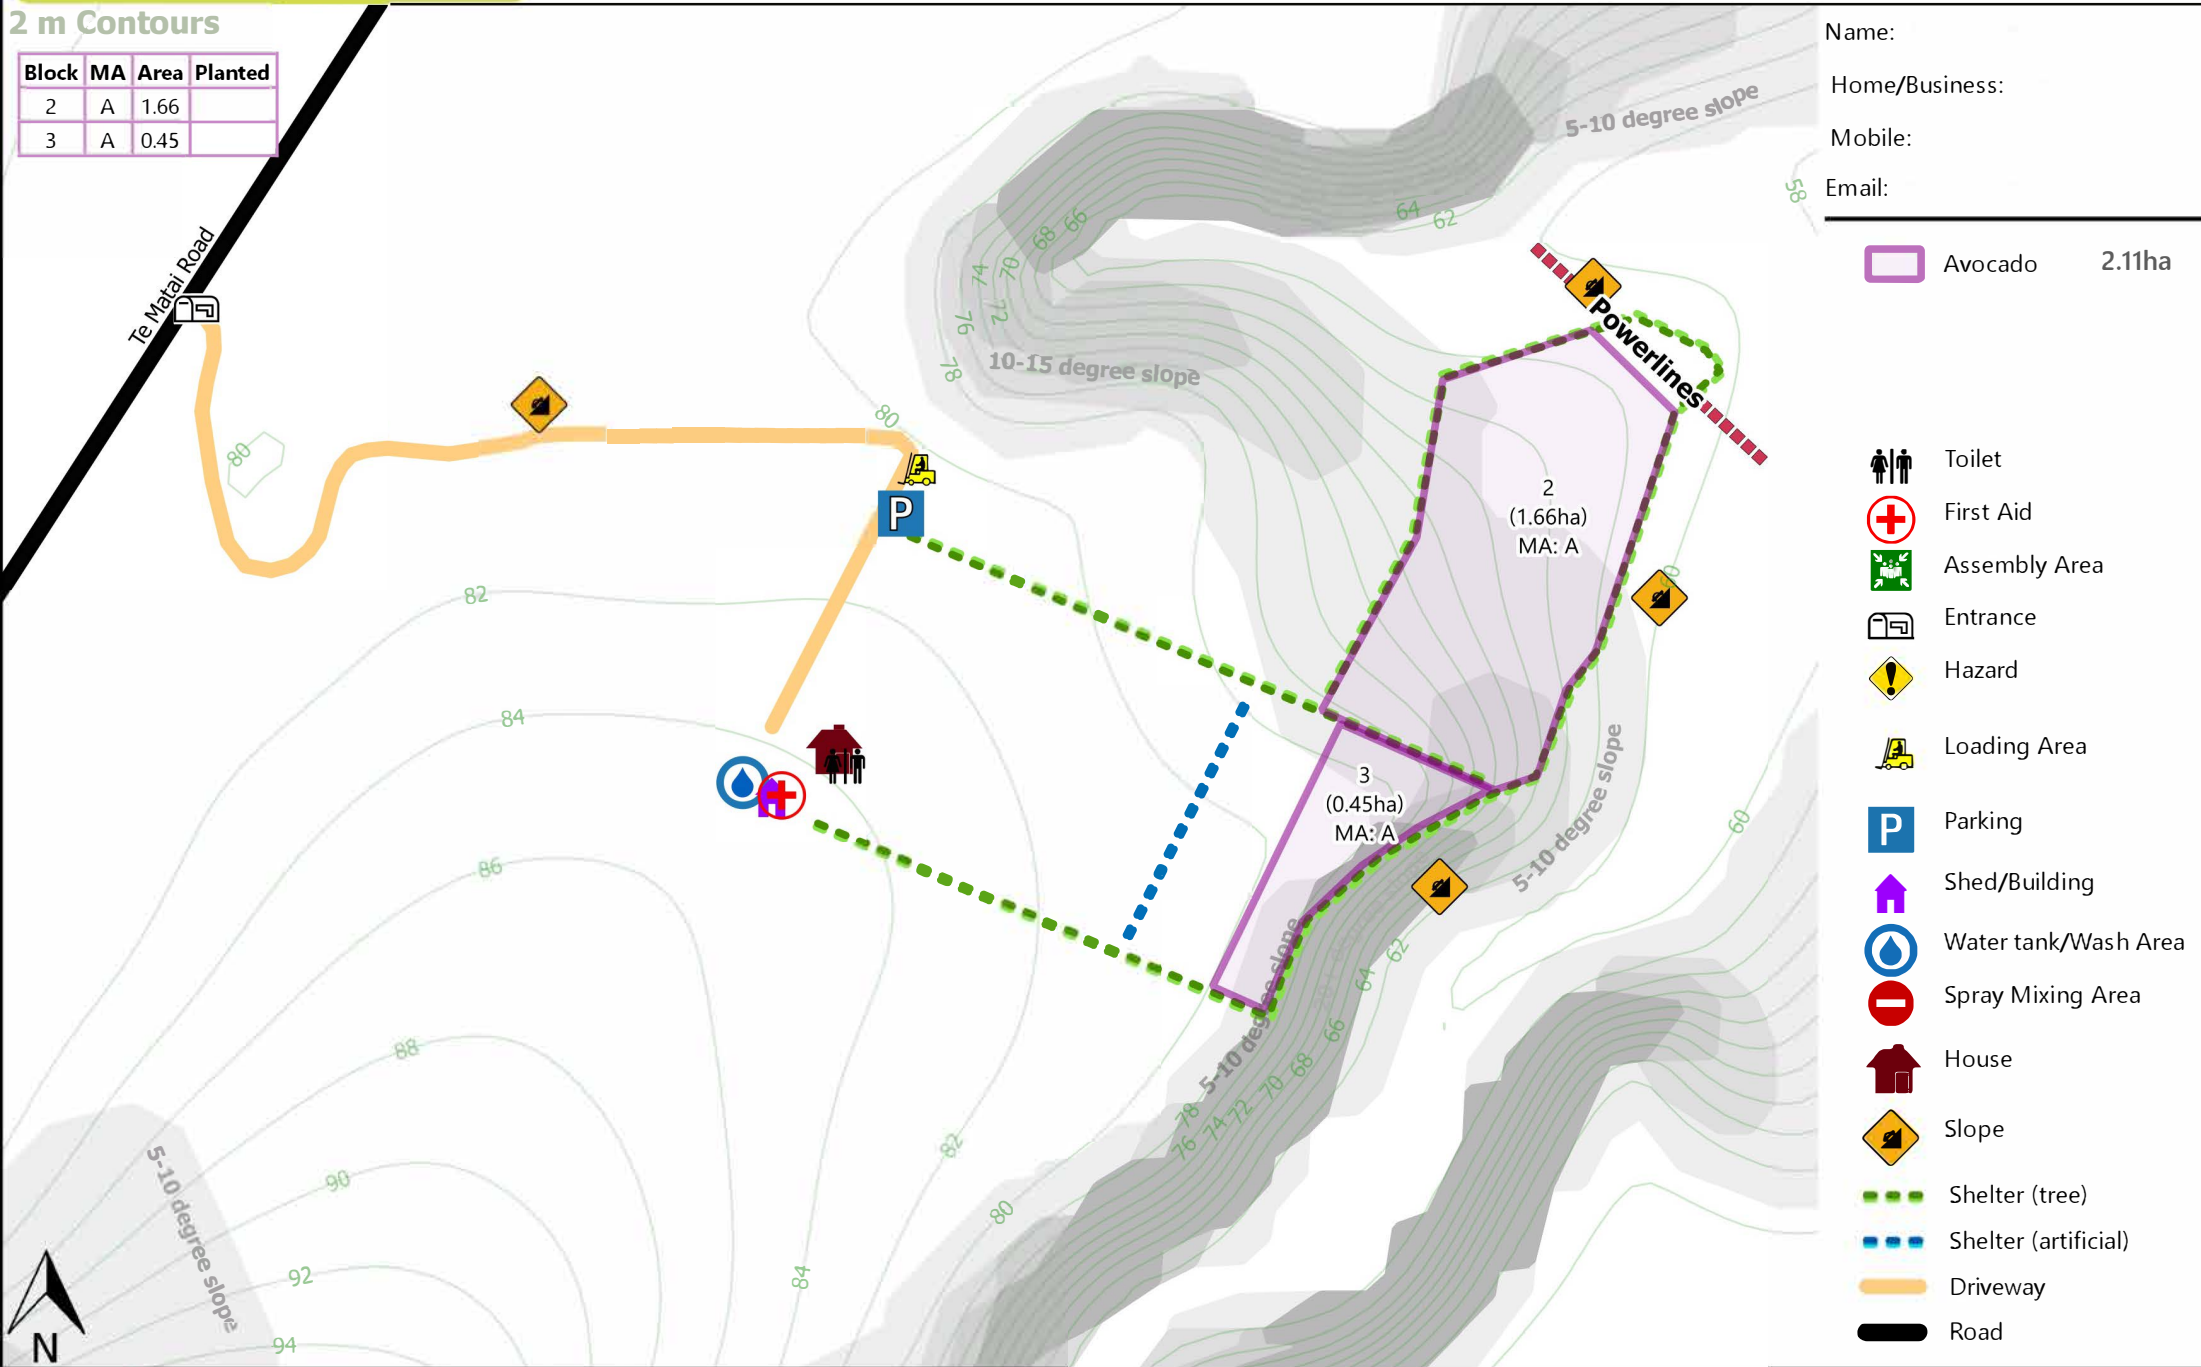 2 m Contours
Block MA Area Planted
2 A 1.66
3 A 0.45
Te Matai Road
Name:
Home/Business:
Mobile:
Email:
Avocado 2.11ha
Toilet
First Aid
Assembly Area
Entrance
Hazard
Loading Area
P Parking
Shed/Building
Water tank/Wash Area
Spray Mixing Area
House
Slope
Shelter (tree)
Shelter (artificial)
Driveway
Road
5-10 degree slope
58
64
62
66
68
70
72
74
76
78
80
10-15 degree slope
Powerlines
80
P
2
(1.66ha)
MA: A
60
82
84
3
(0.45ha)
MA: A
5-10 degree slope
60
86
5-10 degree slope
62
64
66
68
70
72
74
76
78
88
82
80
90
5-10 degree slope
92
84
94
N